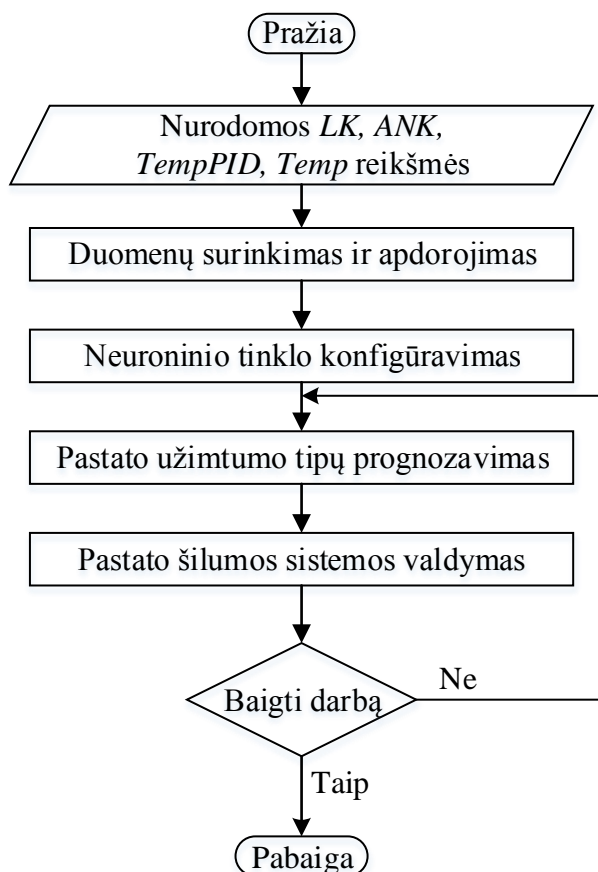 Pražia
Nurodomos LK, ANK,
TempPID, Temp reikšmės
Duomenų surinkimas ir apdorojimas
Neuroninio tinklo konfigūravimas
Pastato užimtumo tipų prognozavimas
Pastato šilumos sistemos valdymas
Baigti darbą
Ne
Taip
Pabaiga